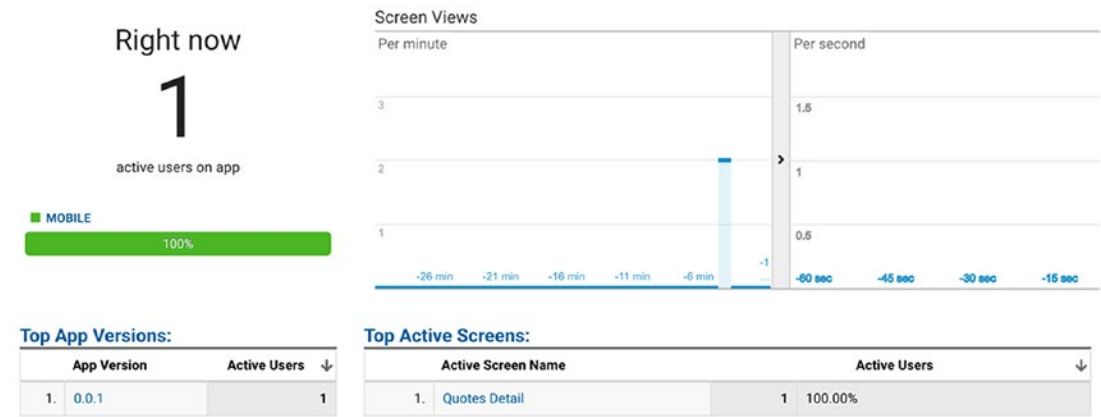 Right now
1
active users on app
MOBILE
100%
Screen Views
Per minute
3
2
1
-26 min -21 min -16 min -11 min -6 min -1
Per second
1.5
1
0.5
-60 sec -45 sec -30 sec -15 sec
Top App Versions:
App Version Active Users
1. 0.0.1 1
Top Active Screens:
Active Screen Name Active Users
1. Quotes Detail 1 100.00%